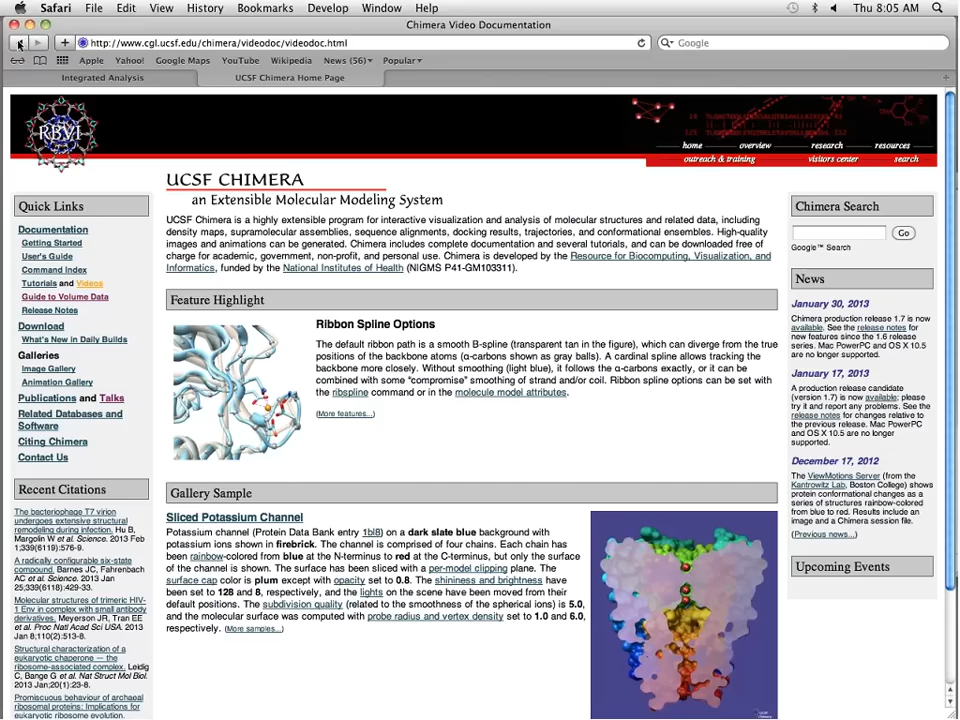 Safari File Edit View History Bookmarks Develop Window Help Thu 8:05 AM
Chimera Video Documentation
http://www.cgl.ucsf.edu/chimera/videodoc/videodoc.html
Google
Apple Yahoo! Google Maps YouTube Wikipedia News (56) Popular
Integrated Analysis
UCSF Chimera Home Page
RBVI
home overview research resources
outreach & training visitors center search
Quick Links
Documentation
Getting Started
User's Guide
Command Index
Tutorials and Videos
Guide to Volume Data
Release Notes
Download
What's New in Daily Builds
Galleries
Image Gallery
Animation Gallery
Publications and Talks
Related Databases and
Software
Citing Chimera
Contact Us
Recent Citations
The bacteriophage T7 virion
undergoes extensive structural
remodeling during infection. Hu B,
Margolin W et al. Science. 2013 Feb
1;339(6119):576-9.
A radically configurable six-state
compound. Barnes JC, Fahrenbach
AC et al. Science. 2013 Jan
25;339(6118):429-33.
Molecular structures of trimeric HIV-
1 Env in complex with small antibody
derivatives. Meyerson JR, Tran EE
et al. Proc Natl Acad Sci USA. 2013
Jan 8;110(2):513-8.
Structural characterization of a
eukaryotic chaperone — the
ribosome-associated complex. Leidig
C, Bange G et al. Nat Struct Mol Biol.
2013 Jan;20(1):23-8.
Promiscuous behaviour of archaeal
ribosomal proteins: Implications for
eukaryotic ribosome evolution.
UCSF CHIMERA
an Extensible Molecular Modeling System
UCSF Chimera is a highly extensible program for interactive visualization and analysis of molecular structures and related data, including
density maps, supramolecular assemblies, sequence alignments, docking results, trajectories, and conformational ensembles. High-quality
images and animations can be generated. Chimera includes complete documentation and several tutorials, and can be downloaded free of
charge for academic, government, non-profit, and personal use. Chimera is developed by the Resource for Biocomputing, Visualization, and
Informatics, funded by the National Institutes of Health (NIGMS P41-GM103311).
Feature Highlight
Ribbon Spline Options
The default ribbon path is a smooth B-spline (transparent tan in the figure), which can diverge from the true
positions of the backbone atoms (α-carbons shown as gray balls). A cardinal spline allows tracking the
backbone more closely. Without smoothing (light blue), it follows the α-carbons exactly, or it can be
combined with some "compromise" smoothing of strand and/or coil. Ribbon spline options can be set with
the ribspline command or in the molecule model attributes.
(More features...)
Gallery Sample
Sliced Potassium Channel
Potassium channel (Protein Data Bank entry 1bl8) on a dark slate blue background with
potassium ions shown in firebrick. The channel is comprised of four chains. Each chain has
been rainbow-colored from blue at the N-terminus to red at the C-terminus, but only the surface
of the channel is shown. The surface has been sliced with a per-model clipping plane. The
surface cap color is plum except with opacity set to 0.8. The shininess and brightness have
been set to 128 and 8, respectively, and the lights on the scene have been moved from their
default positions. The subdivision quality (related to the smoothness of the spherical ions) is 5.0,
and the molecular surface was computed with probe radius and vertex density set to 1.0 and 6.0,
respectively. (More samples...)
Chimera Search
Go
Google™ Search
News
January 30, 2013
Chimera production release 1.7 is now
available. See the release notes for
new features since the 1.6 release
series. Mac PowerPC and OS X 10.5
are no longer supported.
January 17, 2013
A production release candidate
(version 1.7) is now available; please
try it and report any problems. See the
release notes for changes relative to
the previous release. Mac PowerPC
and OS X 10.5 are no longer
supported.
December 17, 2012
The ViewMotions Server (from the
Kantrowitz Lab, Boston College) shows
protein conformational changes as a
series of structures rainbow-colored
from blue to red. Results include an
image and a Chimera session file.
(Previous news...)
Upcoming Events